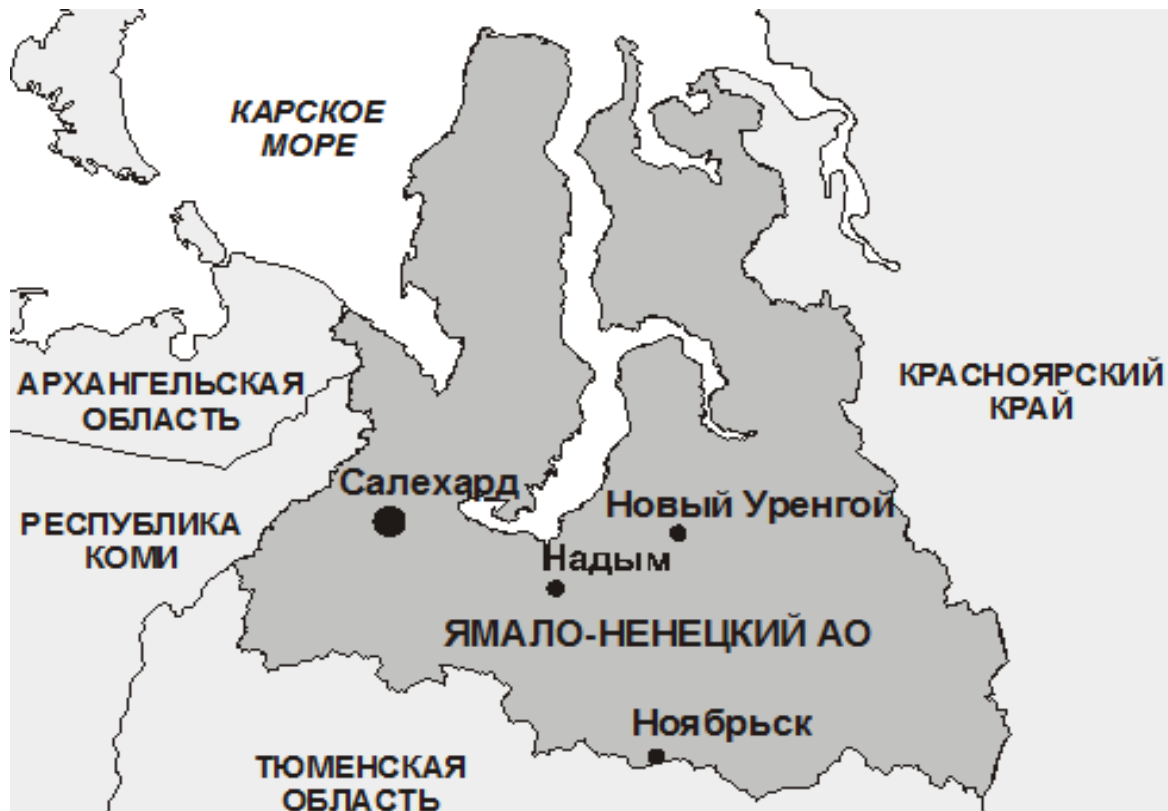 КАРСКОЕ
МОРЕ
АРХАНГЕЛЬСКАЯ
ОБЛАСТЬ
КРАСНОЯРСКИЙ
КРАЙ
Салехард
Новый Уренгой
РЕСПУБЛИКА
КОМИ
Надым
ЯМАЛО-НЕНЕЦКИЙ АО
Ноябрьск
ТЮМЕНСКАЯ
ОБЛАСТЬ